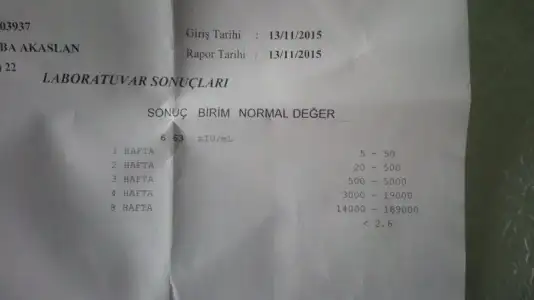 03937
BA AKASLAN
22
Giriş Tarihi : 13/11/2015
Rapor Tarihi : 13/11/2015
LABORATUVAR SONUÇLARI
SONUÇ BİRİM NORMAL DEĞER
6 63 mIU/mL
1 HAFTA 5 - 50
2 HAFTA 20 - 500
3 HAFTA 500 - 5000
4 HAFTA 3000 - 19000
8 HAFTA 14000 - 169000
< 2.6